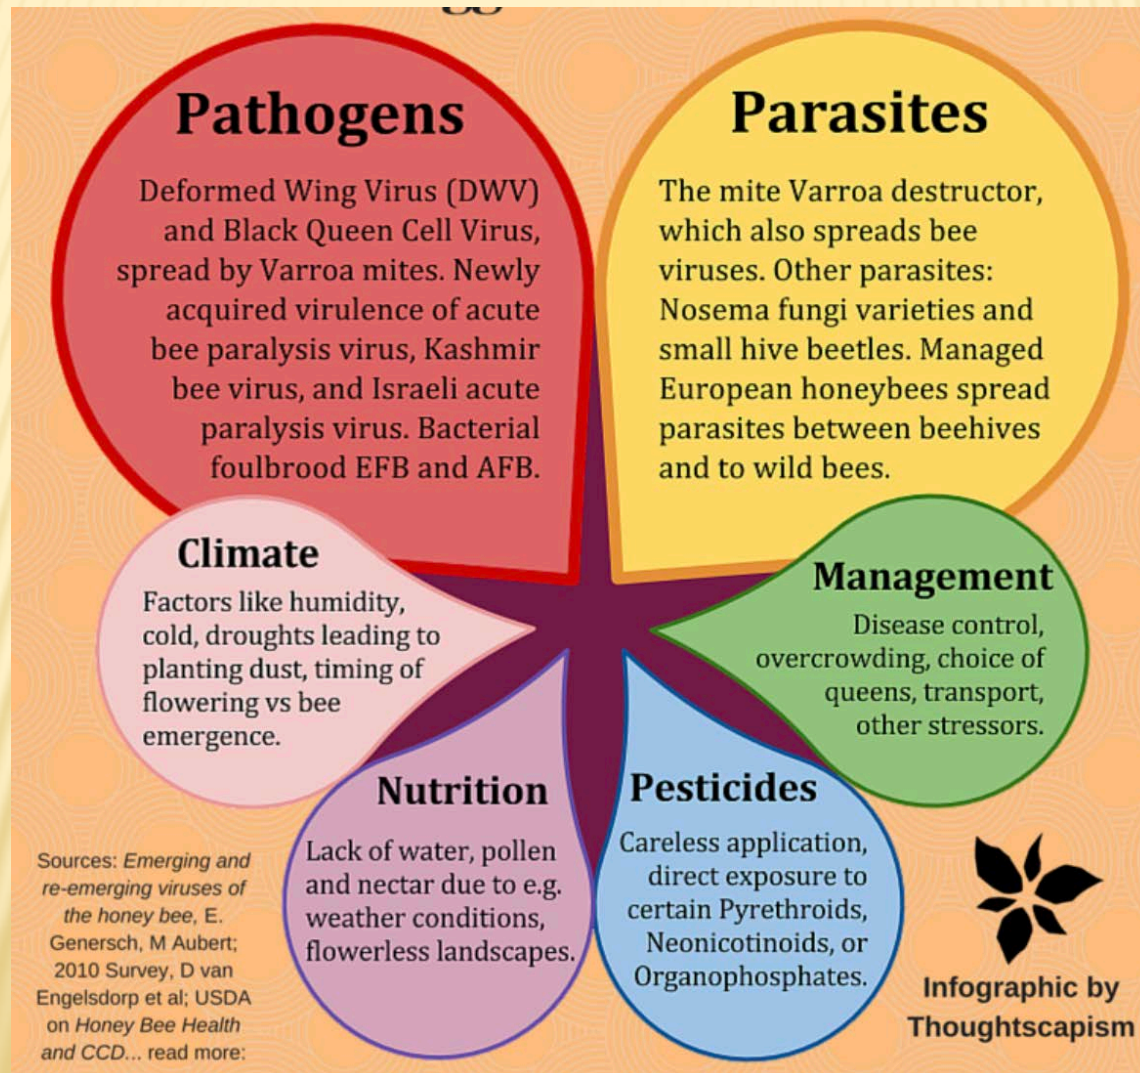 Pathogens
Deformed Wing Virus (DWV)
and Black Queen Cell Virus,
spread by Varroa mites. Newly
acquired virulence of acute
bee paralysis virus, Kashmir
bee virus, and Israeli acute
paralysis virus. Bacterial
foulbrood EFB and AFB.
Parasites
The mite Varroa destructor,
which also spreads bee
viruses. Other parasites:
Nosema fungi varieties and
small hive beetles. Managed
European honeybees spread
parasites between beehives
and to wild bees.
Climate
Factors like humidity,
cold, droughts leading to
planting dust, timing of
flowering vs bee
emergence.
Management
Disease control,
overcrowding, choice of
queens, transport,
other stressors.
Nutrition
Lack of water, pollen
and nectar due to e.g.
weather conditions,
flowerless landscapes.
Pesticides
Careless application,
direct exposure to
certain Pyrethroids,
Neonicotinoids, or
Organophosphates.
Sources: Emerging and
re-emerging viruses of
the honey bee, E.
Genersch, M Aubert;
2010 Survey, D van
Engelsdorp et al; USDA
on Honey Bee Health
and CCD... read more:
Infographic by
Thoughtscapism